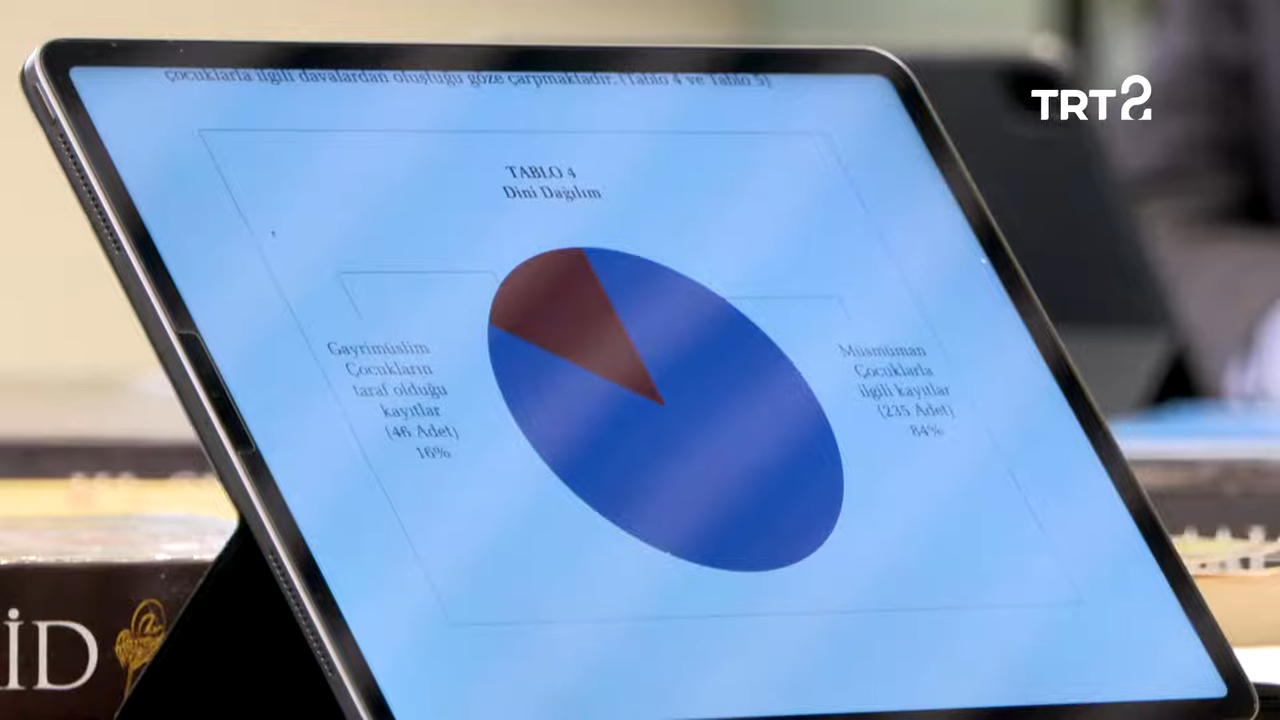 çocuklarla ilgili davalardan oluştuğu göze çarpmaktadır. (Tablo 4 ve Tablo 5)
TRT2
TABLO 4
Dini Dağılım
Gayrimüslim
Çocukların
taraf olduğu
kayıtlar
(46 Adet)
16%
Müsmüman
Çocuklarla
ilgili kayıtlar
(235 Adet)
84%
İD